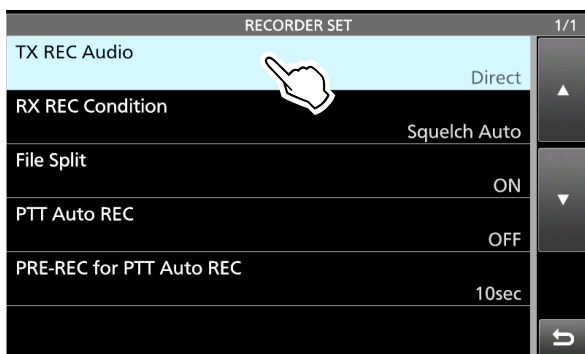 RECORDER SET 1/1
TX REC Audio
Direct
RX REC Condition
Squelch Auto
File Split
ON
PTT Auto REC
OFF
PRE-REC for PTT Auto REC
10sec